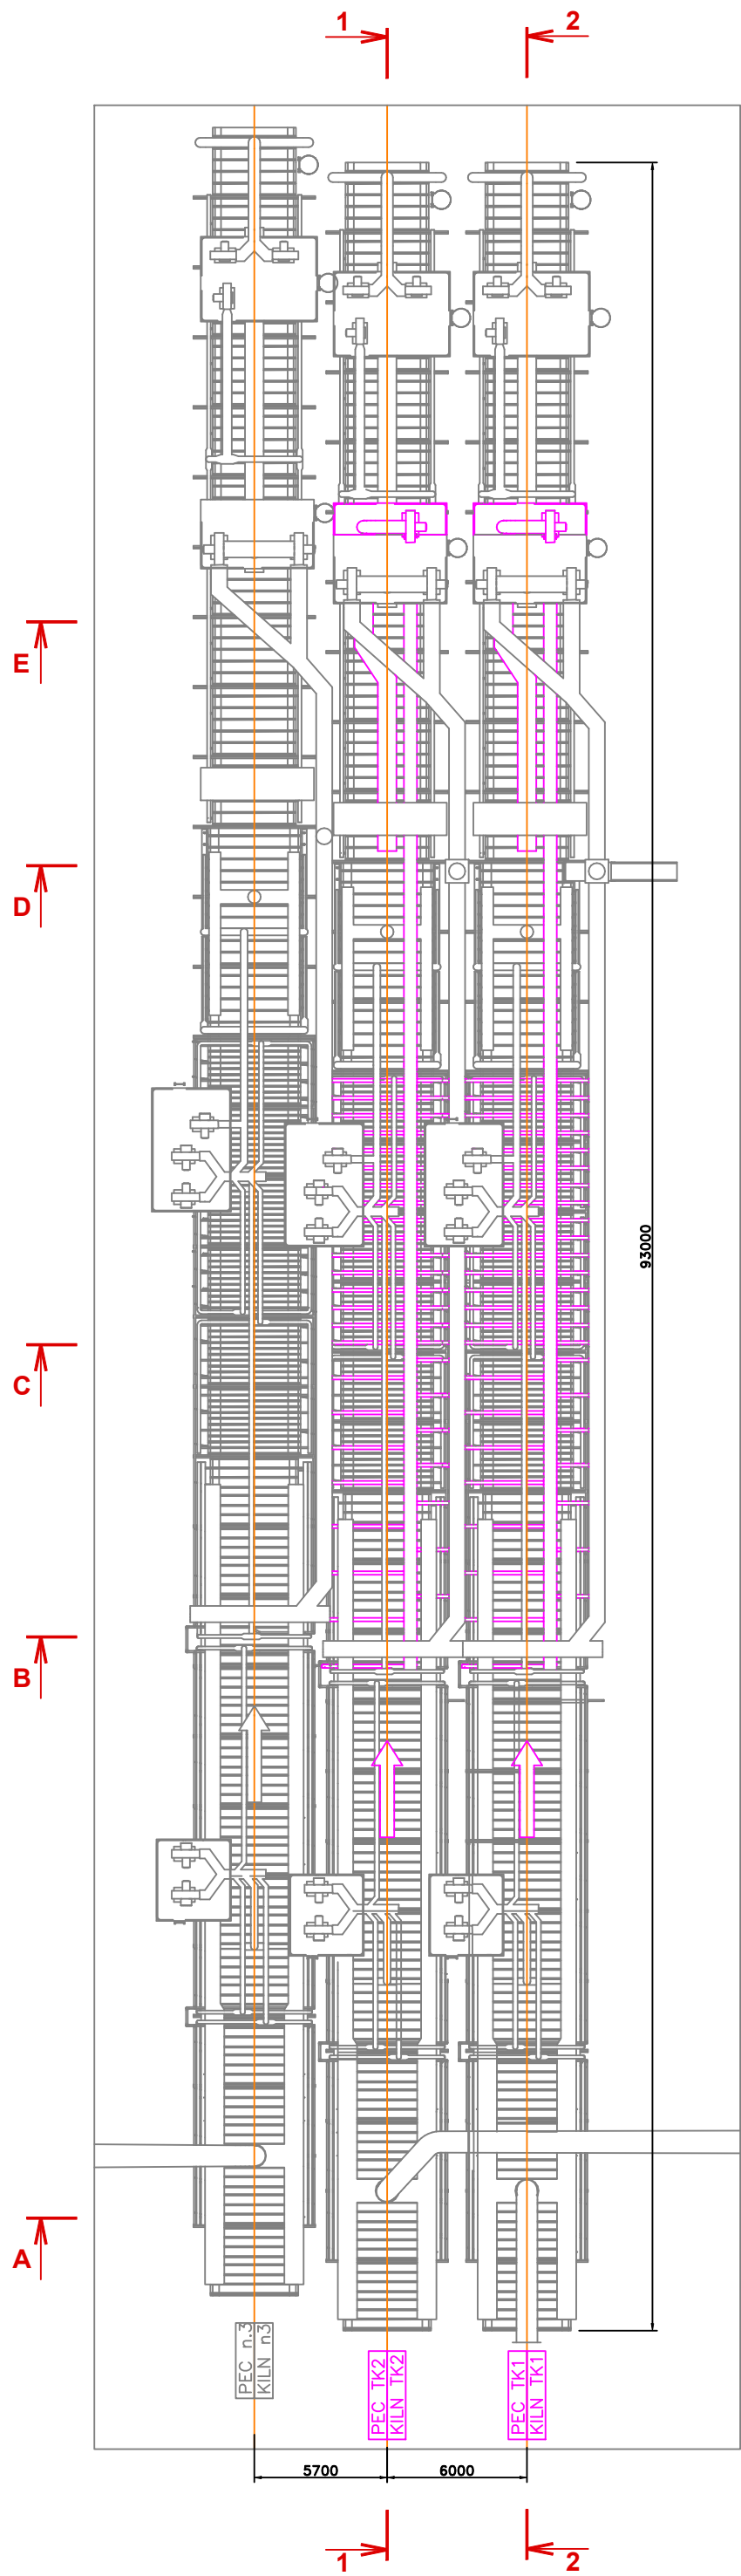 1
2
E
D
93000
C
B
A
PEC n.3
KILN n3
PEC TK2
KILN TK2
PEC TK1
KILN TK1
5700
6000
1
2